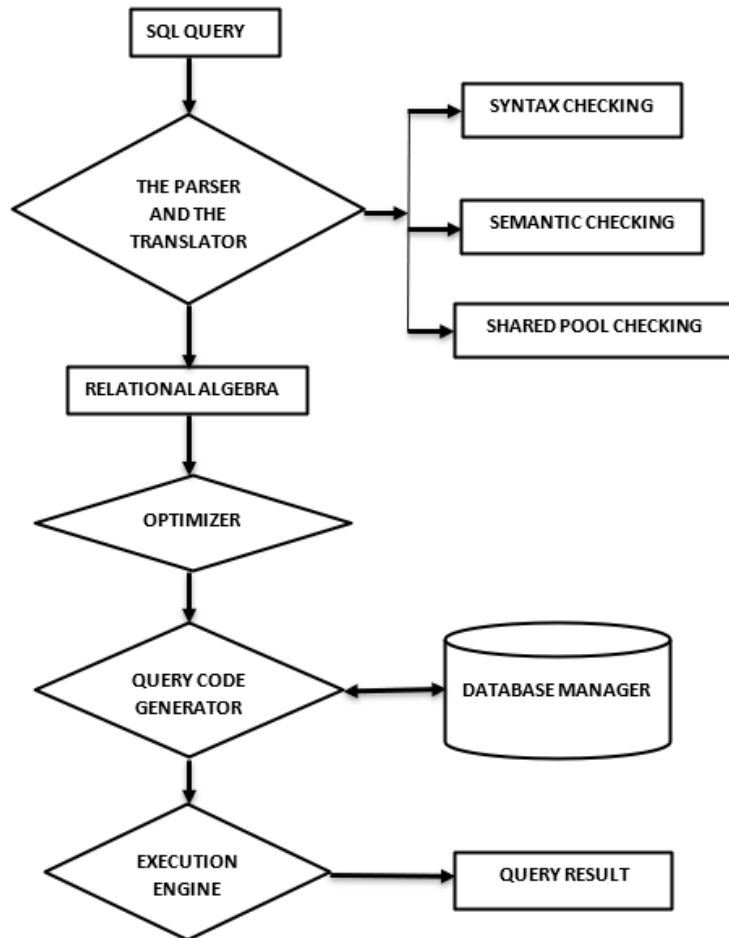 SQL QUERY
SYNTAX CHECKING
THE PARSER
AND THE
TRANSLATOR
SEMANTIC CHECKING
SHARED POOL CHECKING
RELATIONAL ALGEBRA
OPTIMIZER
QUERY CODE
GENERATOR
DATABASE MANAGER
EXECUTION
ENGINE
QUERY RESULT